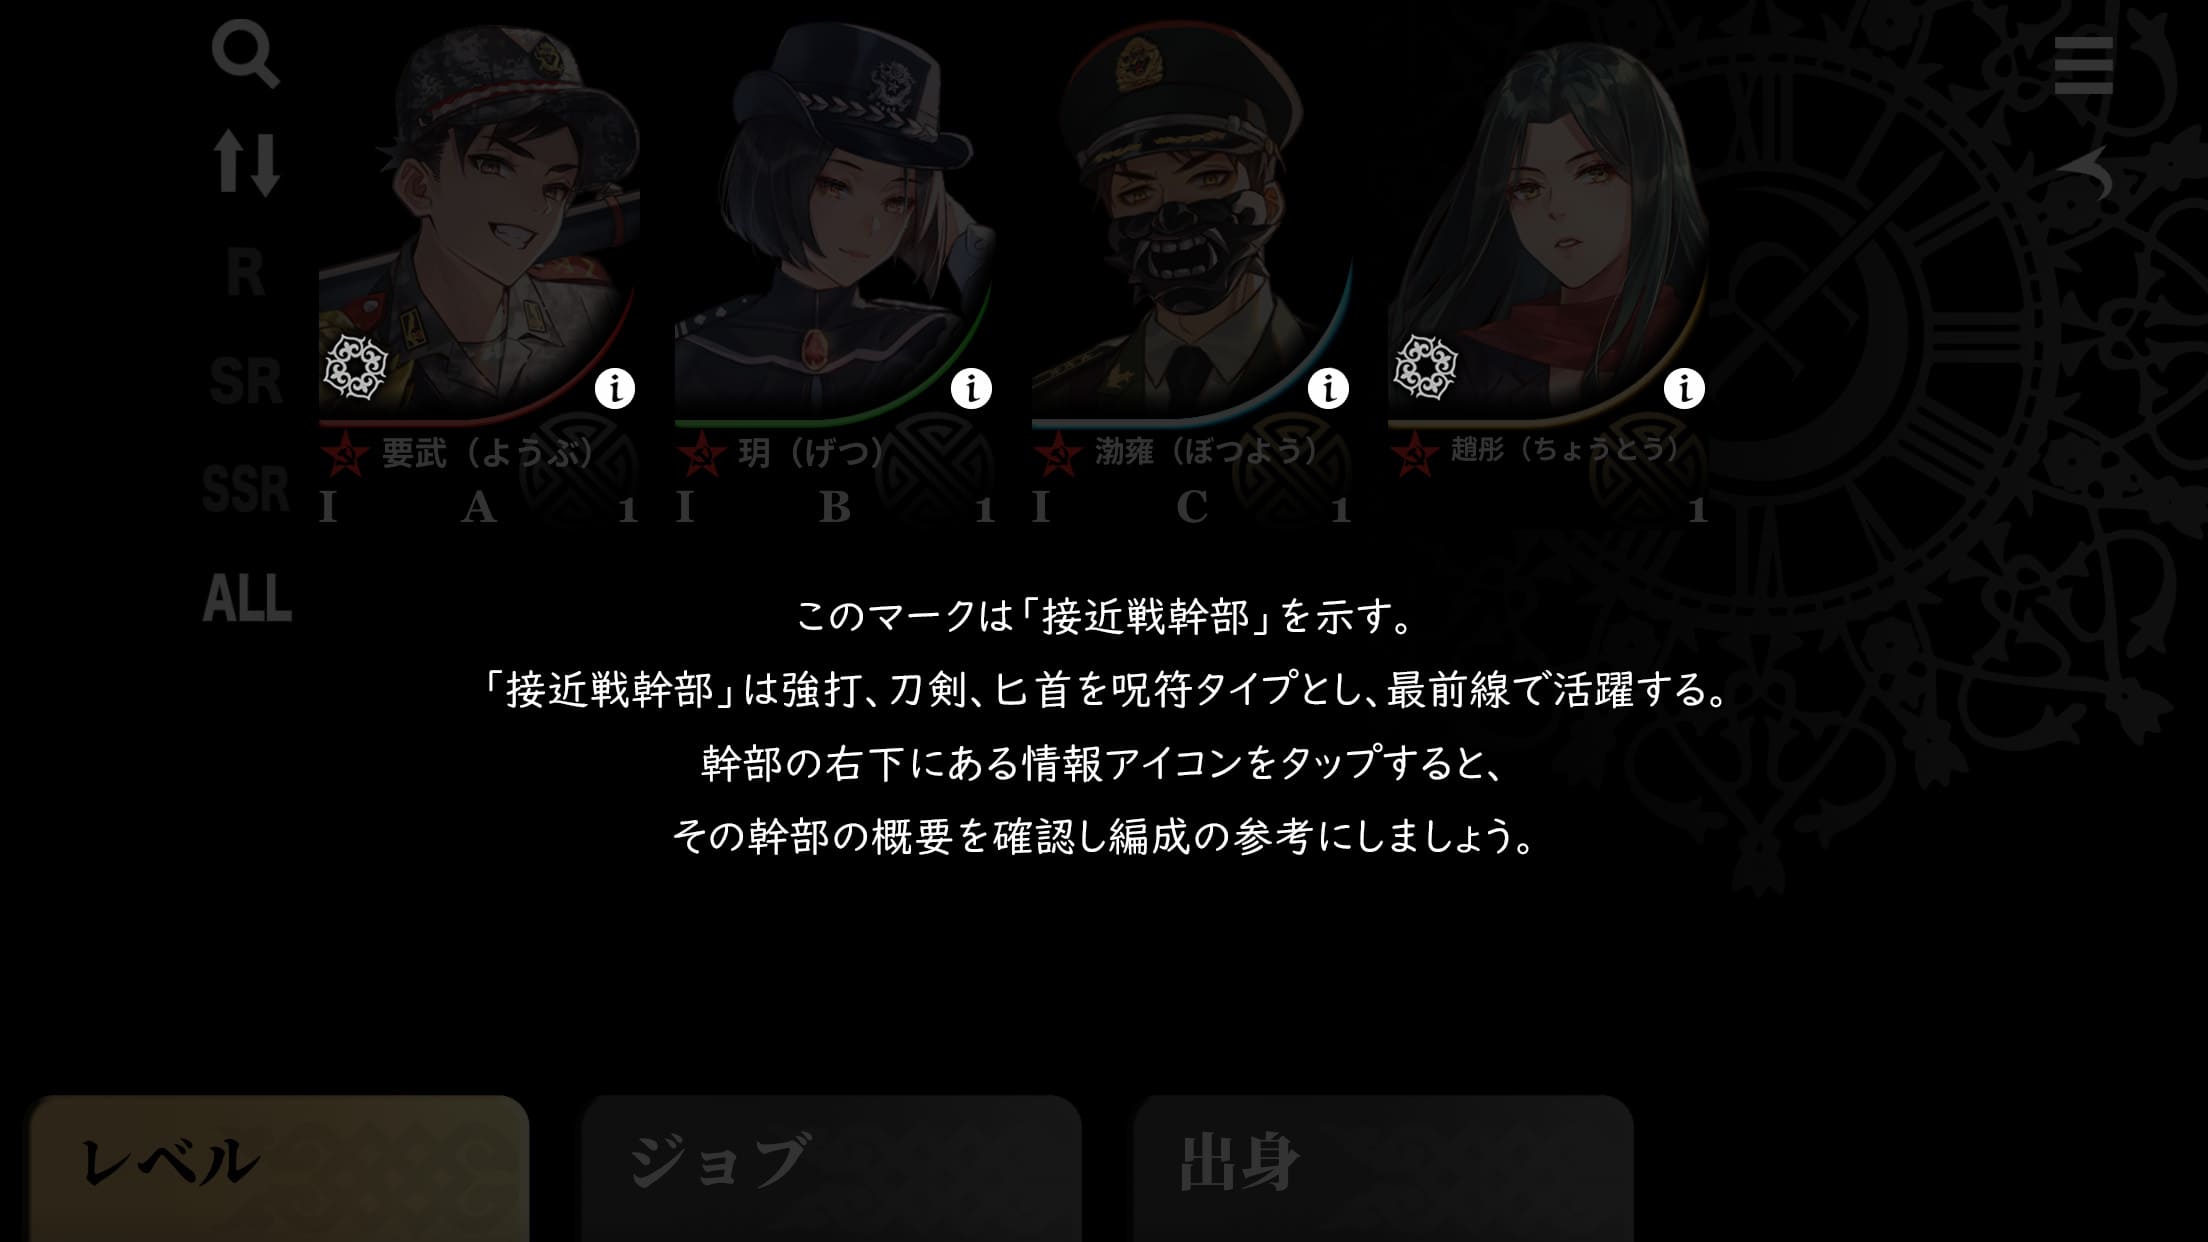 R
SR
SSR
ALL
要武（ようぶ）
I A 1
玥（げつ）
I B 1
渤雍（ぼつよう）
I C 1
趙彤（ちょうとう）
1
このマークは「接近戦幹部」を示す。
「接近戦幹部」は強打、刀剣、匕首を呪符タイプとし、最前線で活躍する。
幹部の右下にある情報アイコンをタップすると、
その幹部の概要を確認し編成の参考にしましょう。
レベル
ジョブ
出身